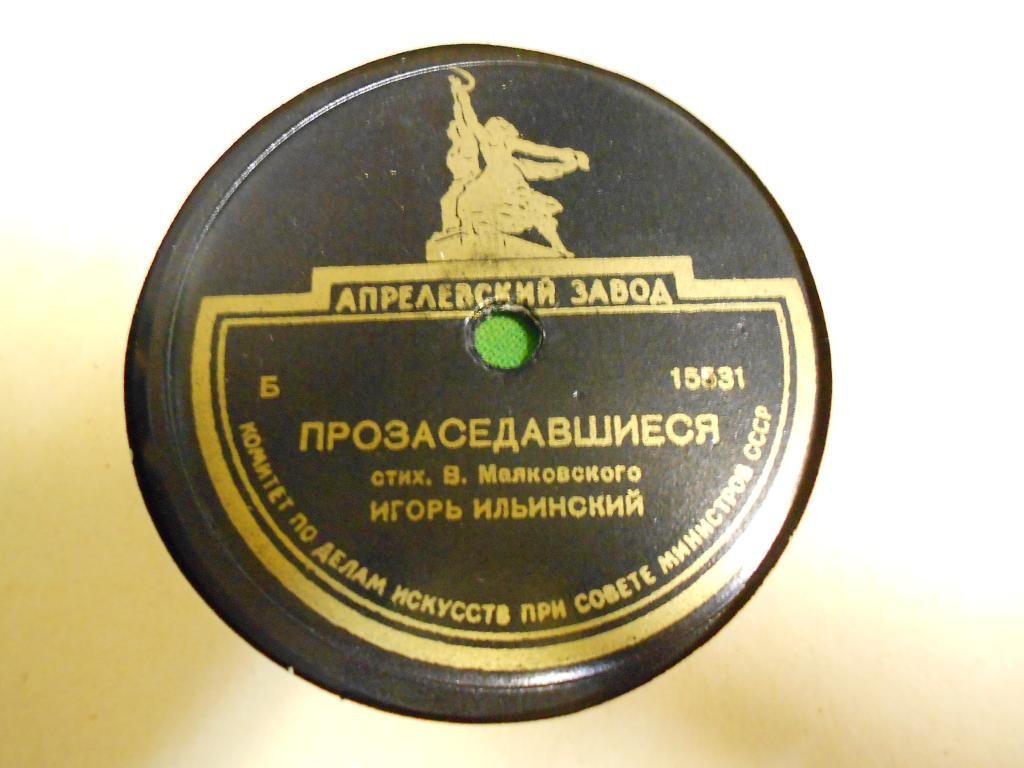 АПРЕЛЕВСКИЙ ЗАВОД
Б 15531
ПРОЗАСЕДАВШИЕСЯ
стих. В. Маяковского
ИГОРЬ ИЛЬИНСКИЙ
КОМИТЕТ ПО ДЕЛАМ ИСКУССТВ ПРИ СОВЕТЕ МИНИСТРОВ СССР